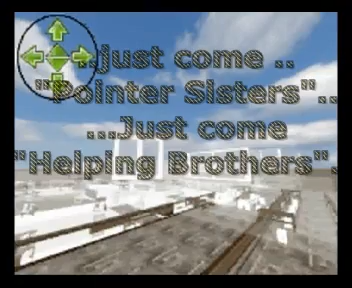 ..just come ..
"Pointer Sisters"..
...Just come
"Helping Brothers".